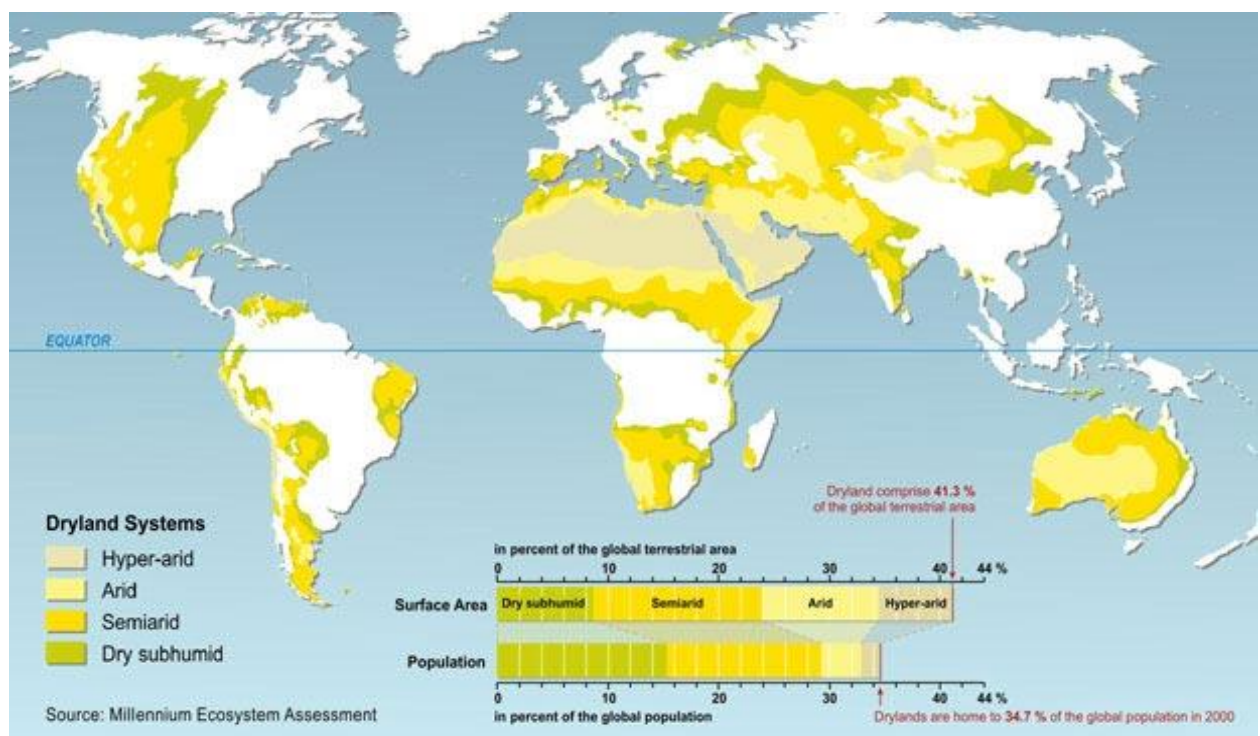 EQUATOR
Dryland Systems
Hyper-arid
Arid
Semiarid
Dry subhumid
Source: Millennium Ecosystem Assessment
Dryland comprise 41.3 %
of the global terrestrial area
in percent of the global terrestrial area
0 10 20 30 40 44 %
Surface Area Dry subhumid Semiarid Arid Hyper-arid
Population
0 10 20 30 40 44 %
in percent of the global population
Drylands are home to 34.7 % of the global population in 2000